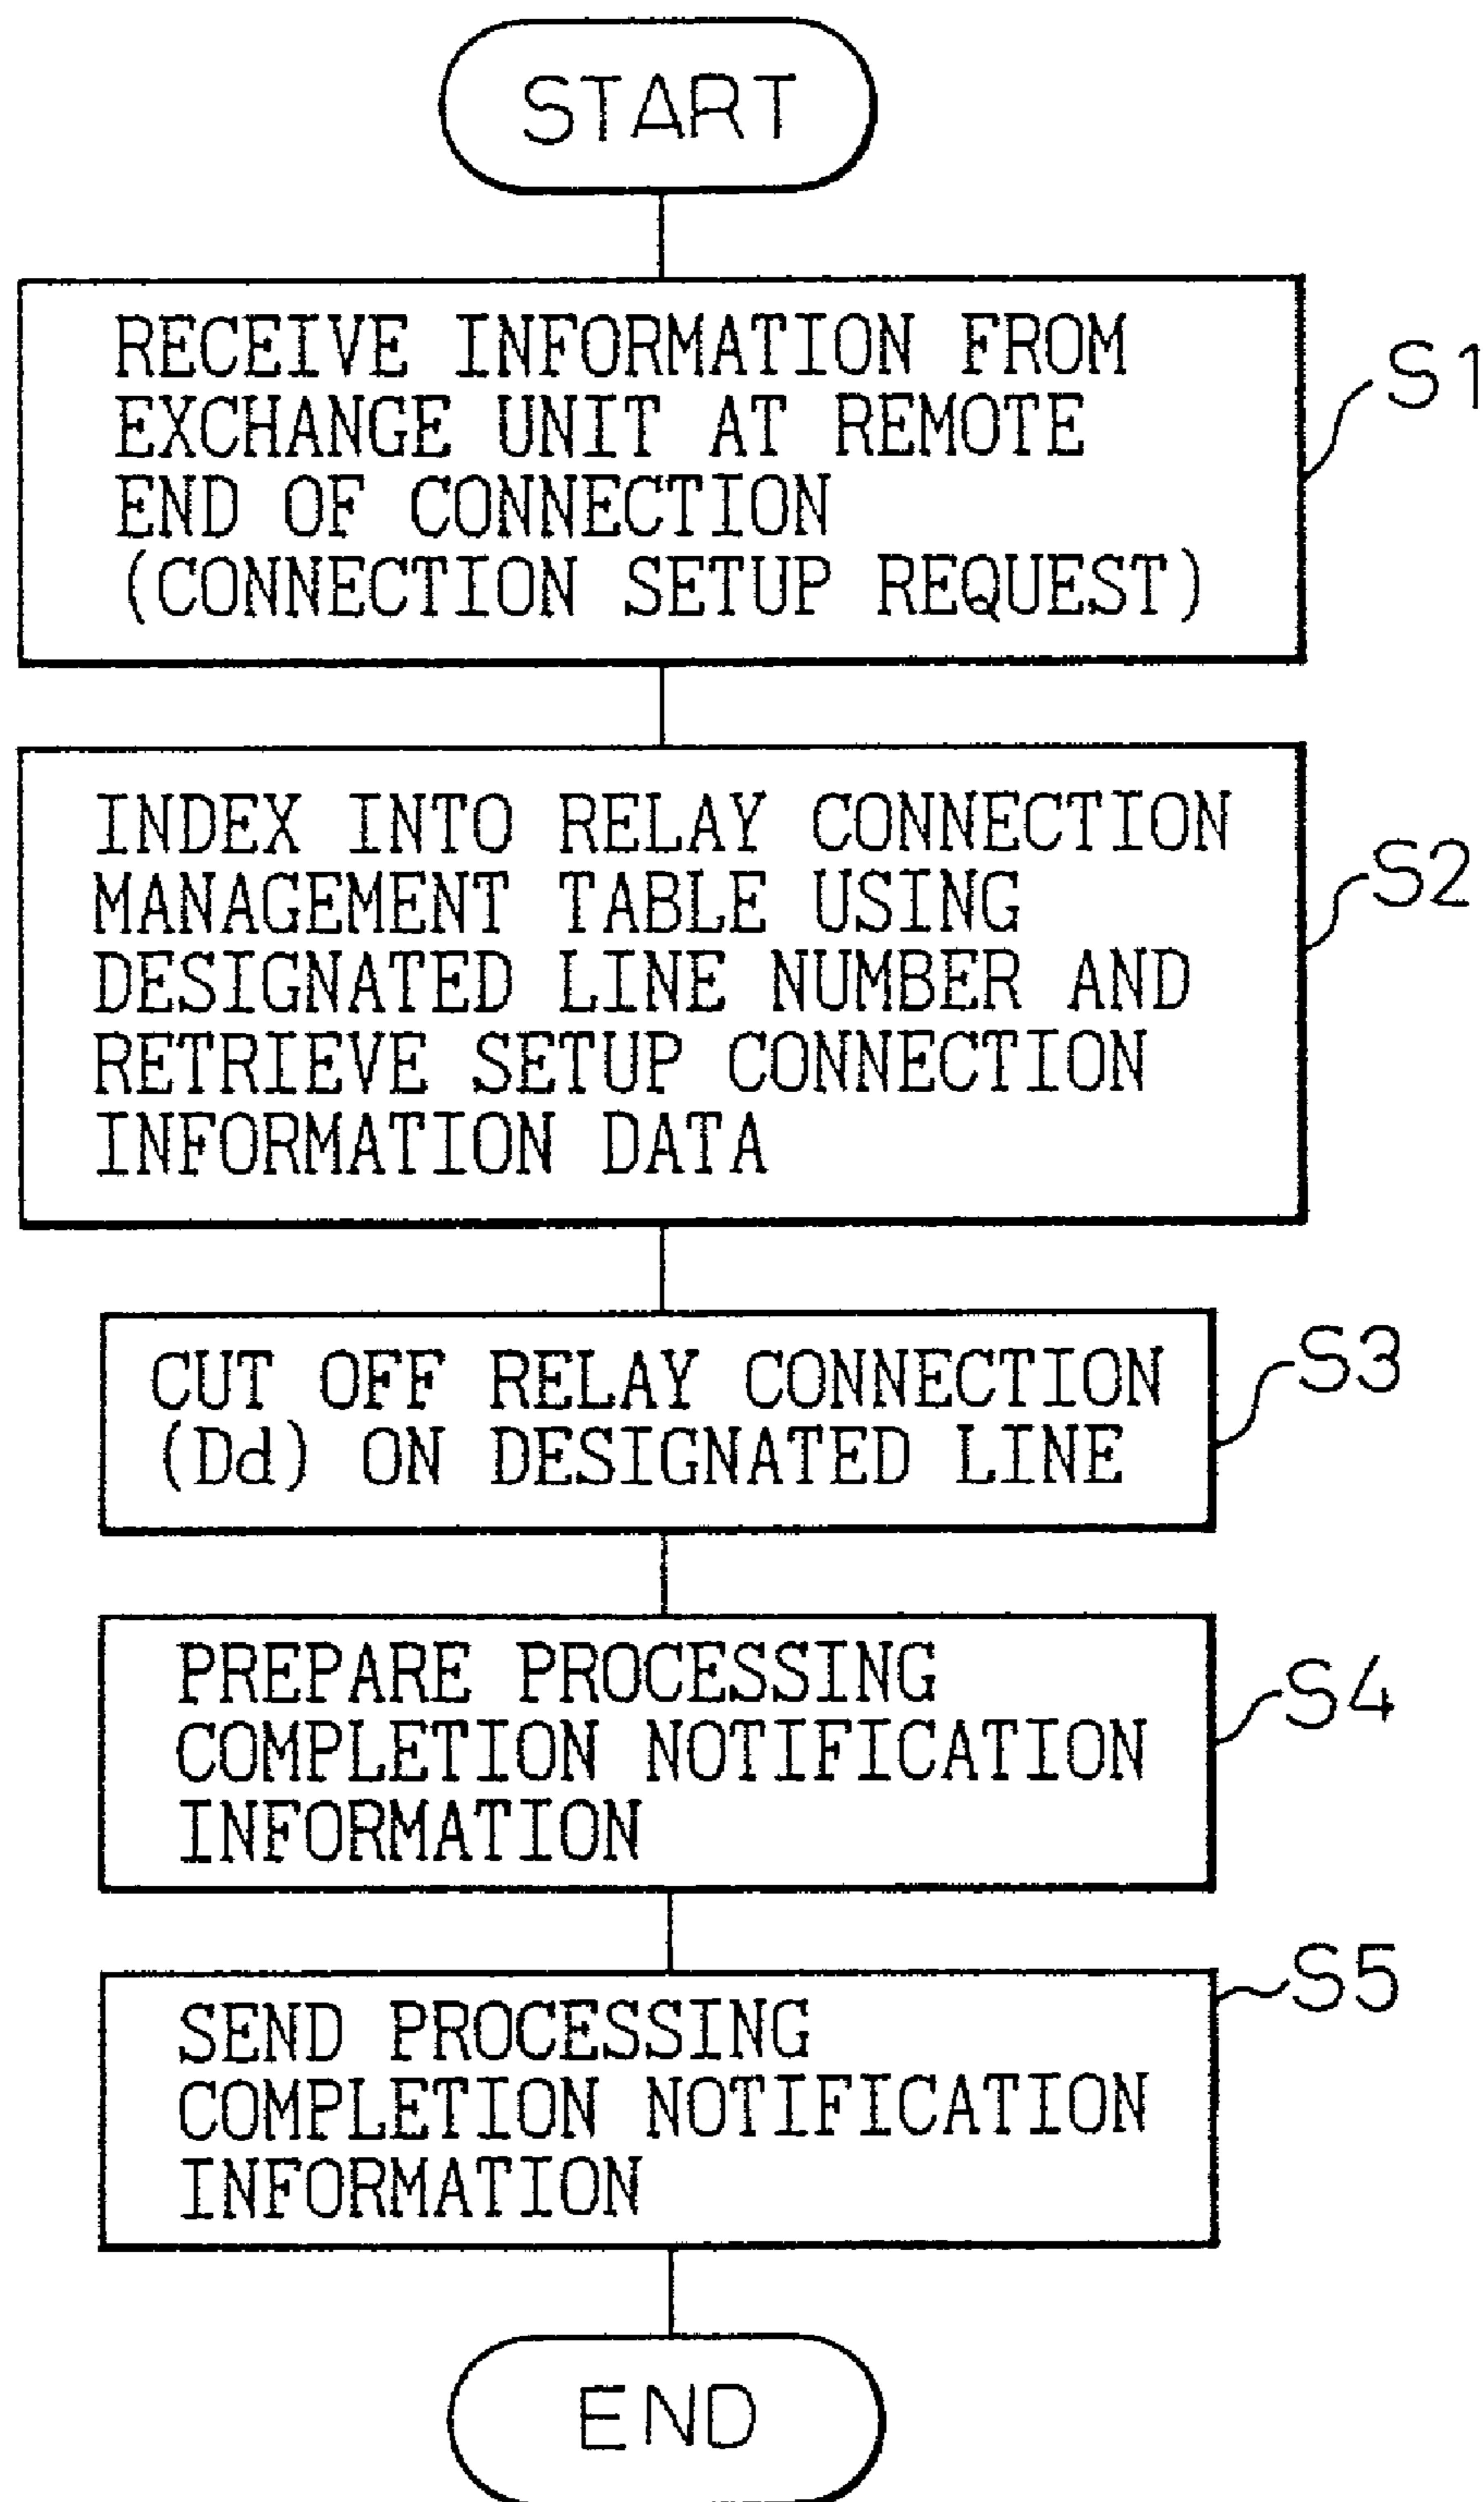 START
RECEIVE INFORMATION FROM
EXCHANGE UNIT AT REMOTE
END OF CONNECTION
(CONNECTION SETUP REQUEST)
S1
INDEX INTO RELAY CONNECTION
MANAGEMENT TABLE USING
DESIGNATED LINE NUMBER AND
RETRIEVE SETUP CONNECTION
INFORMATION DATA
S2
CUT OFF RELAY CONNECTION
(Dd) ON DESIGNATED LINE
S3
PREPARE PROCESSING
COMPLETION NOTIFICATION
INFORMATION
S4
SEND PROCESSING
COMPLETION NOTIFICATION
INFORMATION
S5
END